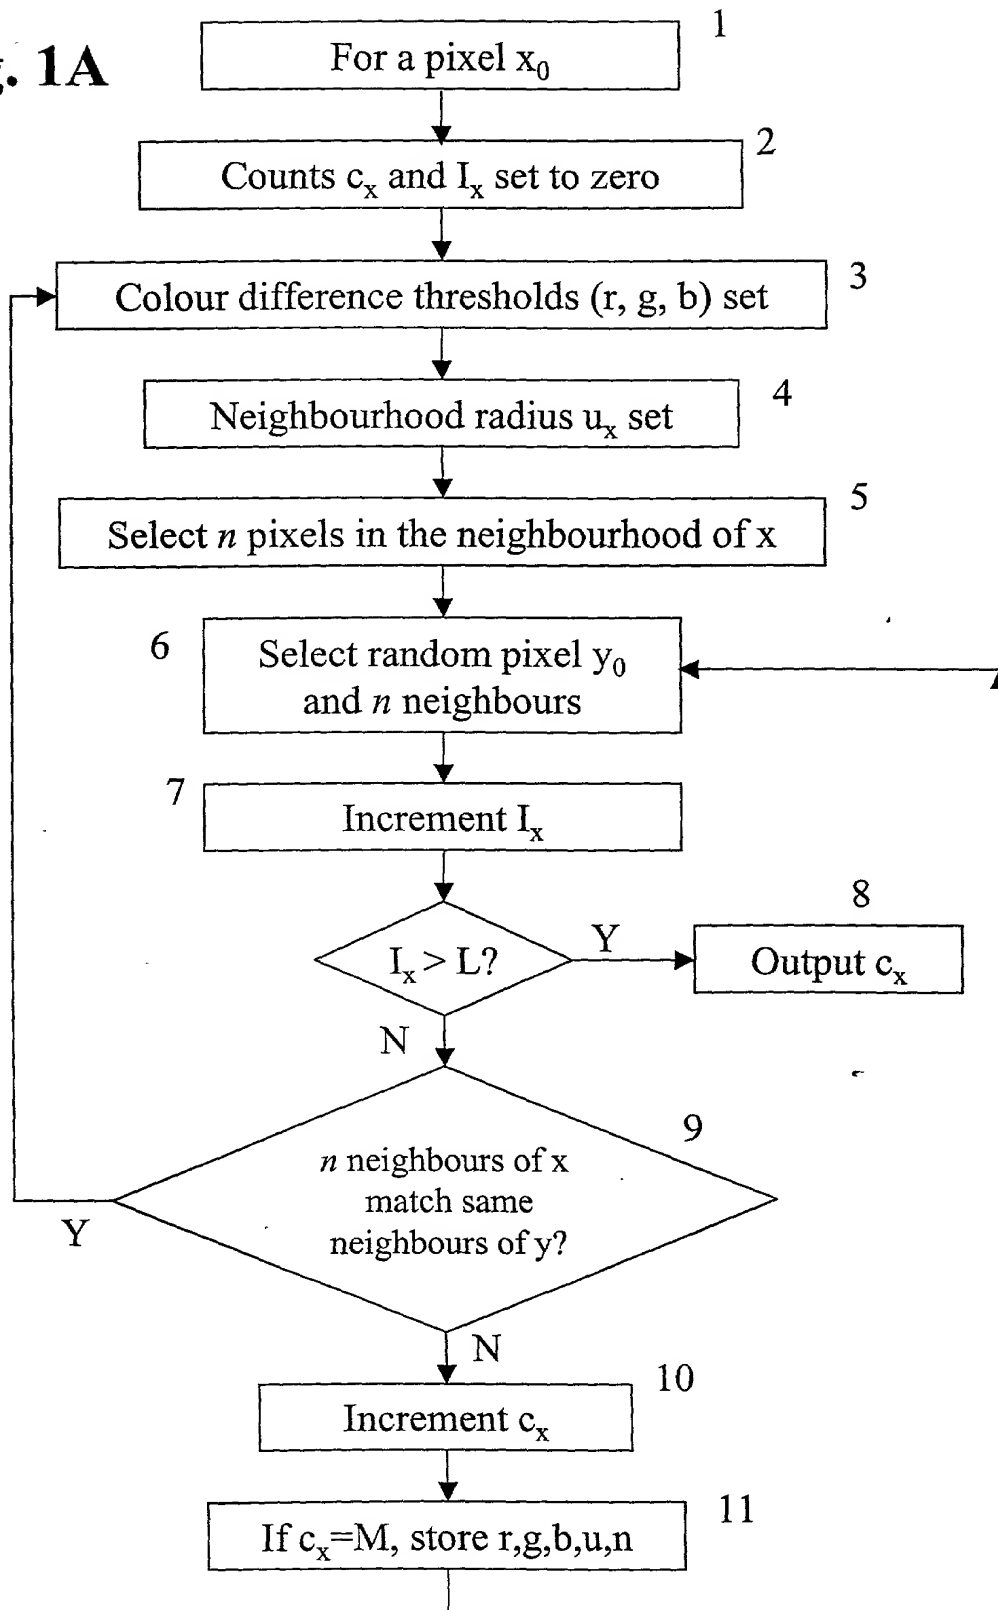 . 1A
1
For a pixel x₀
2
Counts cₓ and Iₓ set to zero
3
Colour difference thresholds (r, g, b) set
4
Neighbourhood radius uₓ set
5
Select n pixels in the neighbourhood of x
6
Select random pixel y₀
and n neighbours
7
Increment Iₓ
8
Iₓ > L?
Y
Output cₓ
N
9
n neighbours of x
match same
neighbours of y?
Y
N
10
Increment cₓ
11
If cₓ=M, store r,g,b,u,n